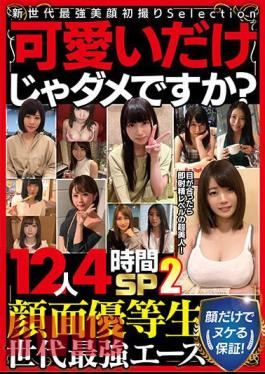 新世代最強美顔初撮りSelection
可愛いだけ
じゃダメですか?
目が合ったら
即射精レベルの超美人!
12人4時間
SP2
顔面優等生
世代最強エース
顔だけで
ヌケる
保証!